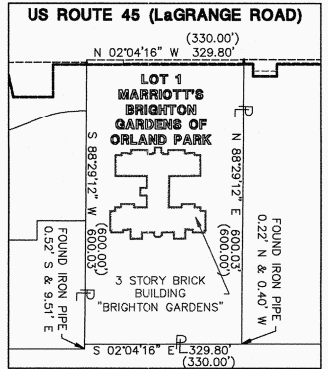 US ROUTE 45 (LaGRANGE ROAD)
(330.00')
N 02°04'16" W 329.80'
LOT 1
MARRIOTT'S
BRIGHTON
GARDENS OF
ORLAND PARK
S 88°29'12" W 600.03'
(600.00')
N 88°29'12" E 600.03'
(600.00')
3 STORY BRICK
BUILDING
"BRIGHTON GARDENS"
FOUND IRON PIPE
0.52' S & 9.51' E
FOUND IRON PIPE
0.22' N & 0.40' W
S 02°04'16" E 329.80'
(330.00')